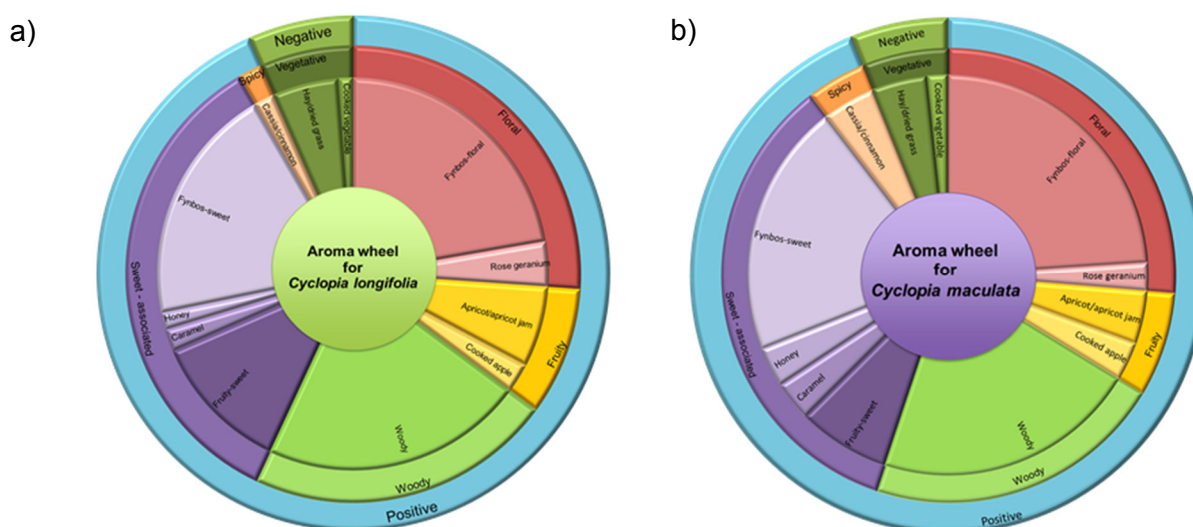 a)
Negative
Vegetative
Spicy
Hay/dried grass
Cooked vegetable
Cassia/cinnamon
Floral
Fynbos-floral
Rose geranium
Apricot/apricot jam
Cooked apple
Fruity
Woody
Woody
Positive
Fruity-sweet
Caramel
Honey
Fynbos-sweet
Sweet - associated
Aroma wheel
for
Cyclopia longifolia
b)
Negative
Vegetative
Spicy
Hay/dried grass
Cooked vegetable
Cassia/cinnamon
Floral
Fynbos-floral
Rose geranium
Apricot/apricot jam
Cooked apple
Fruity
Woody
Woody
Positive
Fruity-sweet
Caramel
Honey
Fynbos-sweet
Sweet - associated
Aroma wheel
for
Cyclopia maculata